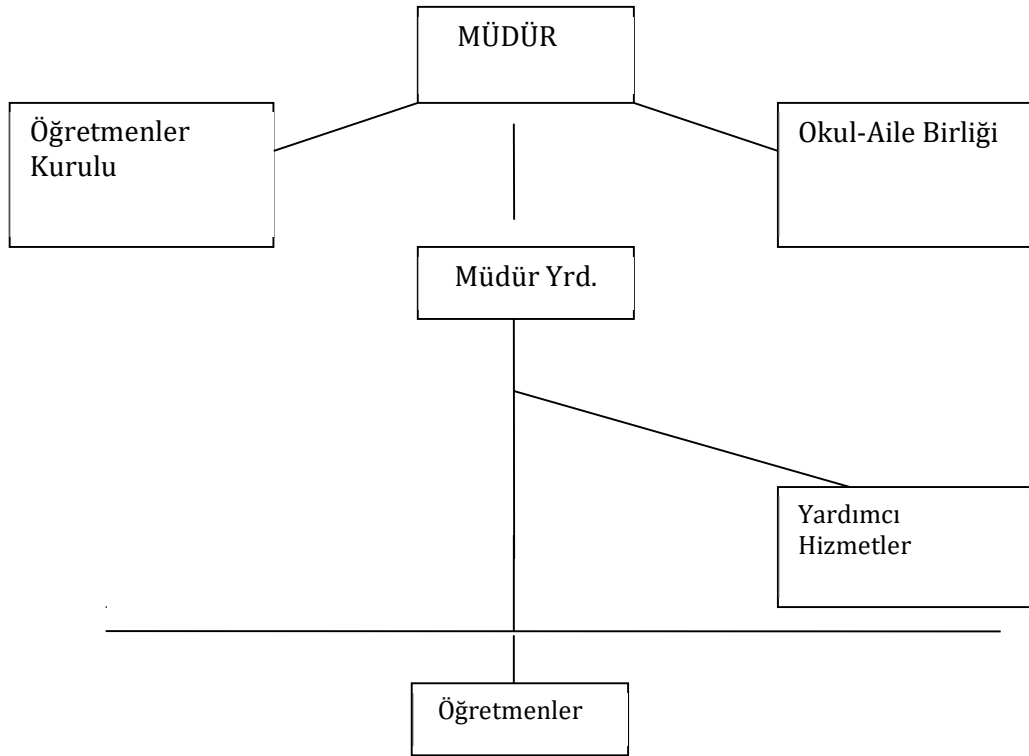 MÜDÜR
Öğretmenler
Kurulu
Okul-Aile Birliği
Müdür Yrd.
Yardımcı
Hizmetler
Öğretmenler